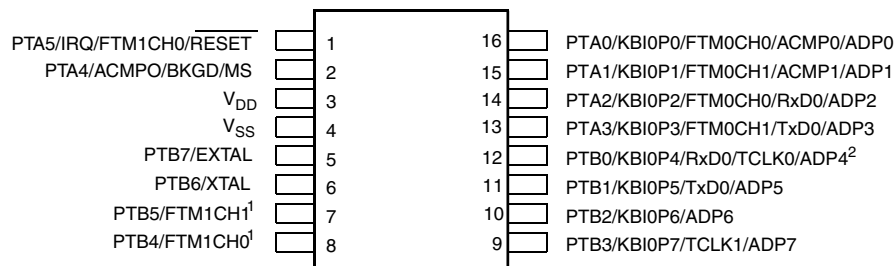 PTA5/IRQ/FTM1CH0/RESET 1 16 PTA0/KBI0P0/FTM0CH0/ACMP0/ADP0
PTA4/ACMPO/BKGD/MS 2 15 PTA1/KBI0P1/FTM0CH1/ACMP1/ADP1
VDD 3 14 PTA2/KBI0P2/FTM0CH0/RxD0/ADP2
VSS 4 13 PTA3/KBI0P3/FTM0CH1/TxD0/ADP3
PTB7/EXTAL 5 12 PTB0/KBI0P4/RxD0/TCLK0/ADP4²
PTB6/XTAL 6 11 PTB1/KBI0P5/TxD0/ADP5
PTB5/FTM1CH1¹ 7 10 PTB2/KBI0P6/ADP6
PTB4/FTM1CH0¹ 8 9 PTB3/KBI0P7/TCLK1/ADP7